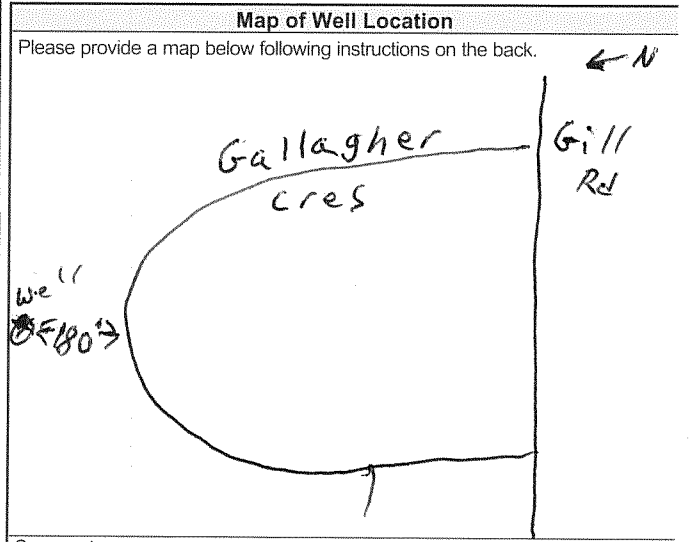 Map of Well Location
Please provide a map below following instructions on the back.
← N
Gallagher
cres
Gill
Rd
well
180'